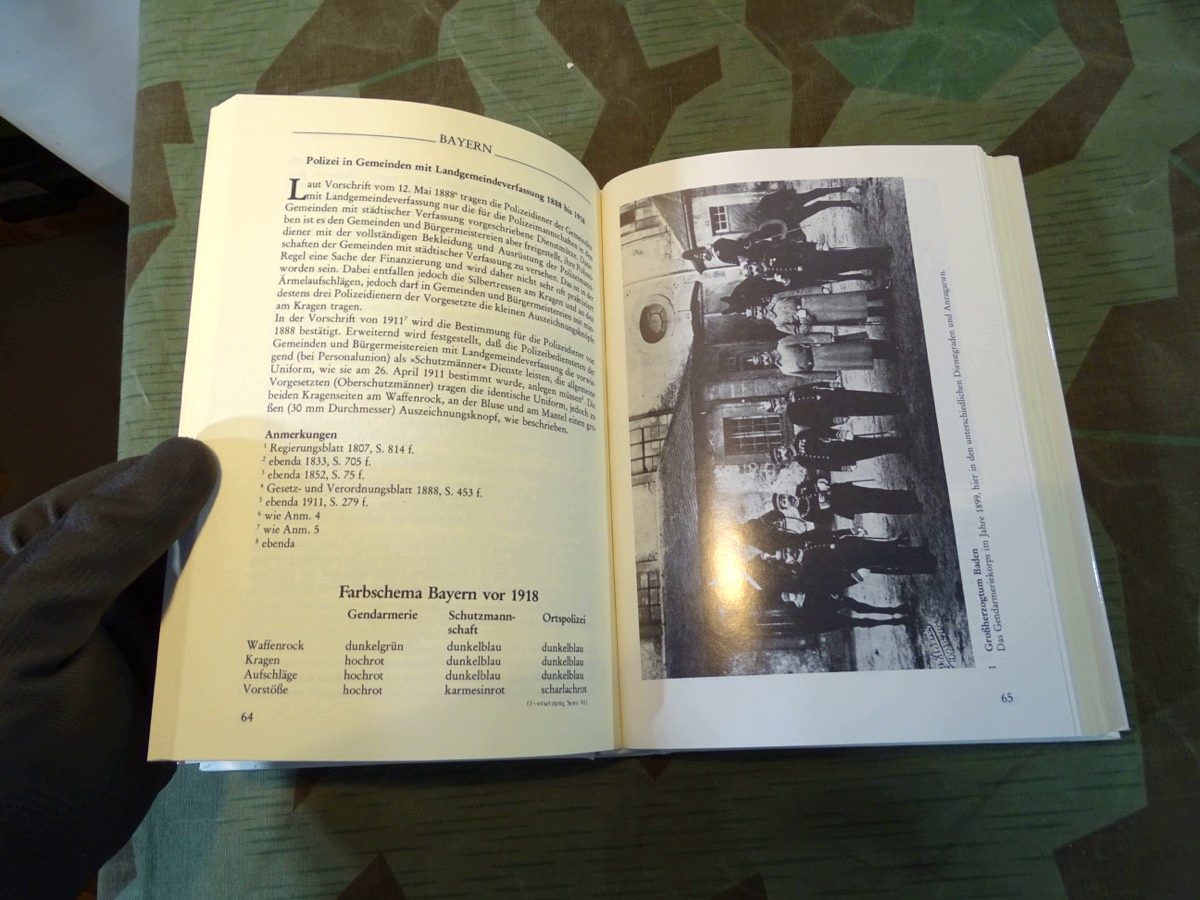 BAYERN
Polizei in Gemeinden mit Landgemeindeverfassung 1888 bis 1918
Laut Vorschrift vom 12. Mai 1888⁶ tragen die Polizeidiener der Gemeinden
mit Landgemeindeverfassung nur die für die Polizeimannschaften in den
Gemeinden mit städtischer Verfassung vorgeschriebene Dienstmütze. Dane-
ben ist es den Gemeinden und Bürgermeistereien aber freigestellt, ihre Polizei-
diener mit der vollständigen Bekleidung und Ausrüstung der Polizeimann-
schaften der Gemeinden mit städtischer Verfassung zu versehen. Das ist in der
Regel eine Sache der Finanzierung und wird daher nicht sehr oft praktiziert
worden sein. Dabei entfallen jedoch die Silbertressen am Kragen und an den
Ärmelaufschlägen, jedoch darf in Gemeinden und Bürgermeistereien mit min-
destens drei Polizeidienern der Vorgesetzte die kleinen Auszeichnungsknöpfe
am Kragen tragen.
In der Vorschrift von 1911⁷ wird die Bestimmung für die Polizeidiener von
1888 bestätigt. Erweiternd wird festgestellt, daß die Polizeibediensteten der
Gemeinden und Bürgermeistereien mit Landgemeindeverfassung die vorwie-
gend (bei Personalunion) als »Schutzmänner« Dienste leisten, die allgemeine
Uniform, wie sie am 26. April 1911 bestimmt wurde, anlegen müssen⁸. Die
Vorgesetzten (Oberschutzmänner) tragen die identische Uniform, jedoch zu
beiden Kragenseiten am Waffenrock, an der Bluse und am Mantel einen gro-
ßen (30 mm Durchmesser) Auszeichnungsknopf, wie beschrieben.
Anmerkungen
¹ Regierungsblatt 1807, S. 814 f.
² ebenda 1833, S. 705 f.
³ ebenda 1852, S. 75 f.
⁴ Gesetz- und Verordnungsblatt 1888, S. 453 f.
⁵ ebenda 1911, S. 279 f.
⁶ wie Anm. 4
⁷ wie Anm. 5
⁸ ebenda
Farbschema Bayern vor 1918
Gendarmerie Schutzmann- Ortspolizei
schaft
Waffenrock dunkelgrün dunkelblau dunkelblau
Kragen hochrot dunkelblau dunkelblau
Aufschläge hochrot dunkelblau dunkelblau
Vorstöße hochrot karmesinrot scharlachrot
(Fortsetzung Seite
64
1 Großherzogtum Baden
Das Gendarmeriekorps im Jahre 1899, hier in den unterschiedlichen Dienstgraden und Anzugarten.
65